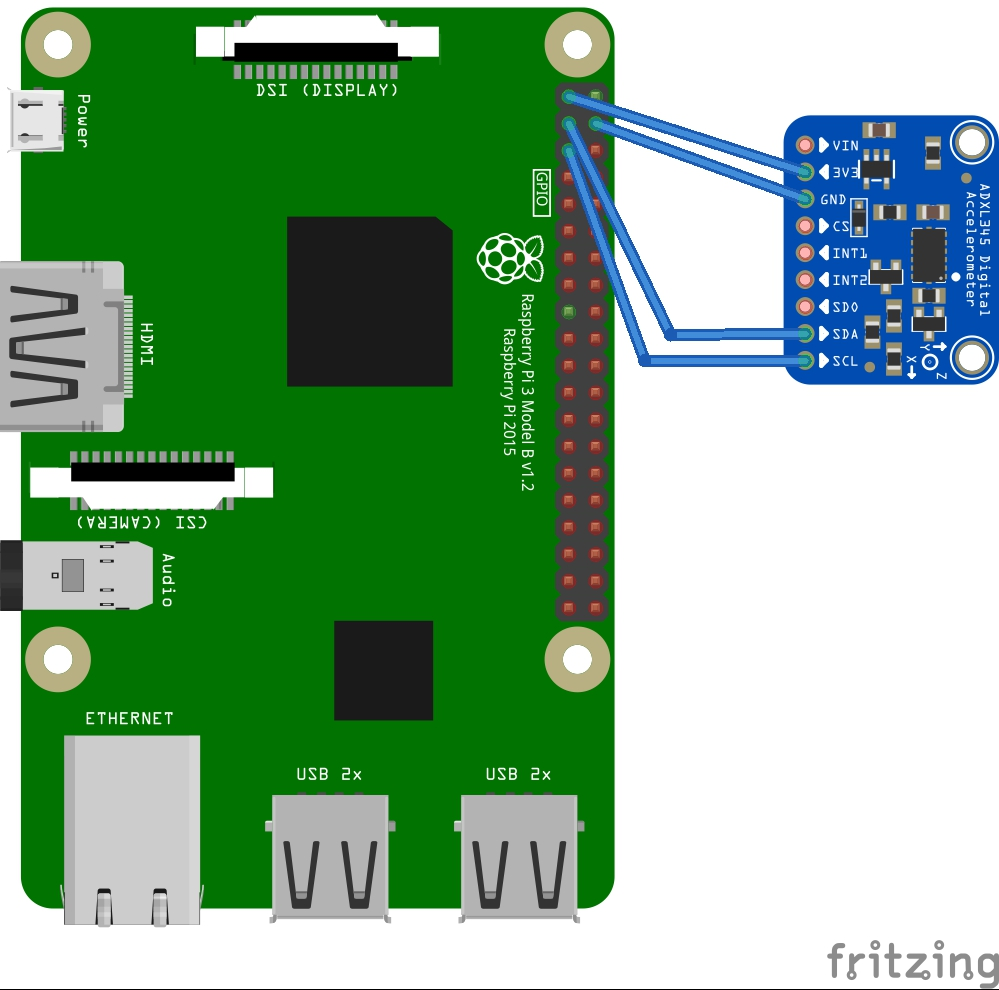 DSI (DISPLAY)
Power
GPIO
HDMI
Raspberry Pi 3 Model B v1.2
Raspberry Pi 2015
CSI (CAMERA)
Audio
ETHERNET
USB 2x
USB 2x
VIN
3V3
GND
CS
INT1
INT2
SDO
SDA
SCL
ADXL345 Digital
Accelerometer
Y
X
Z
fritzing